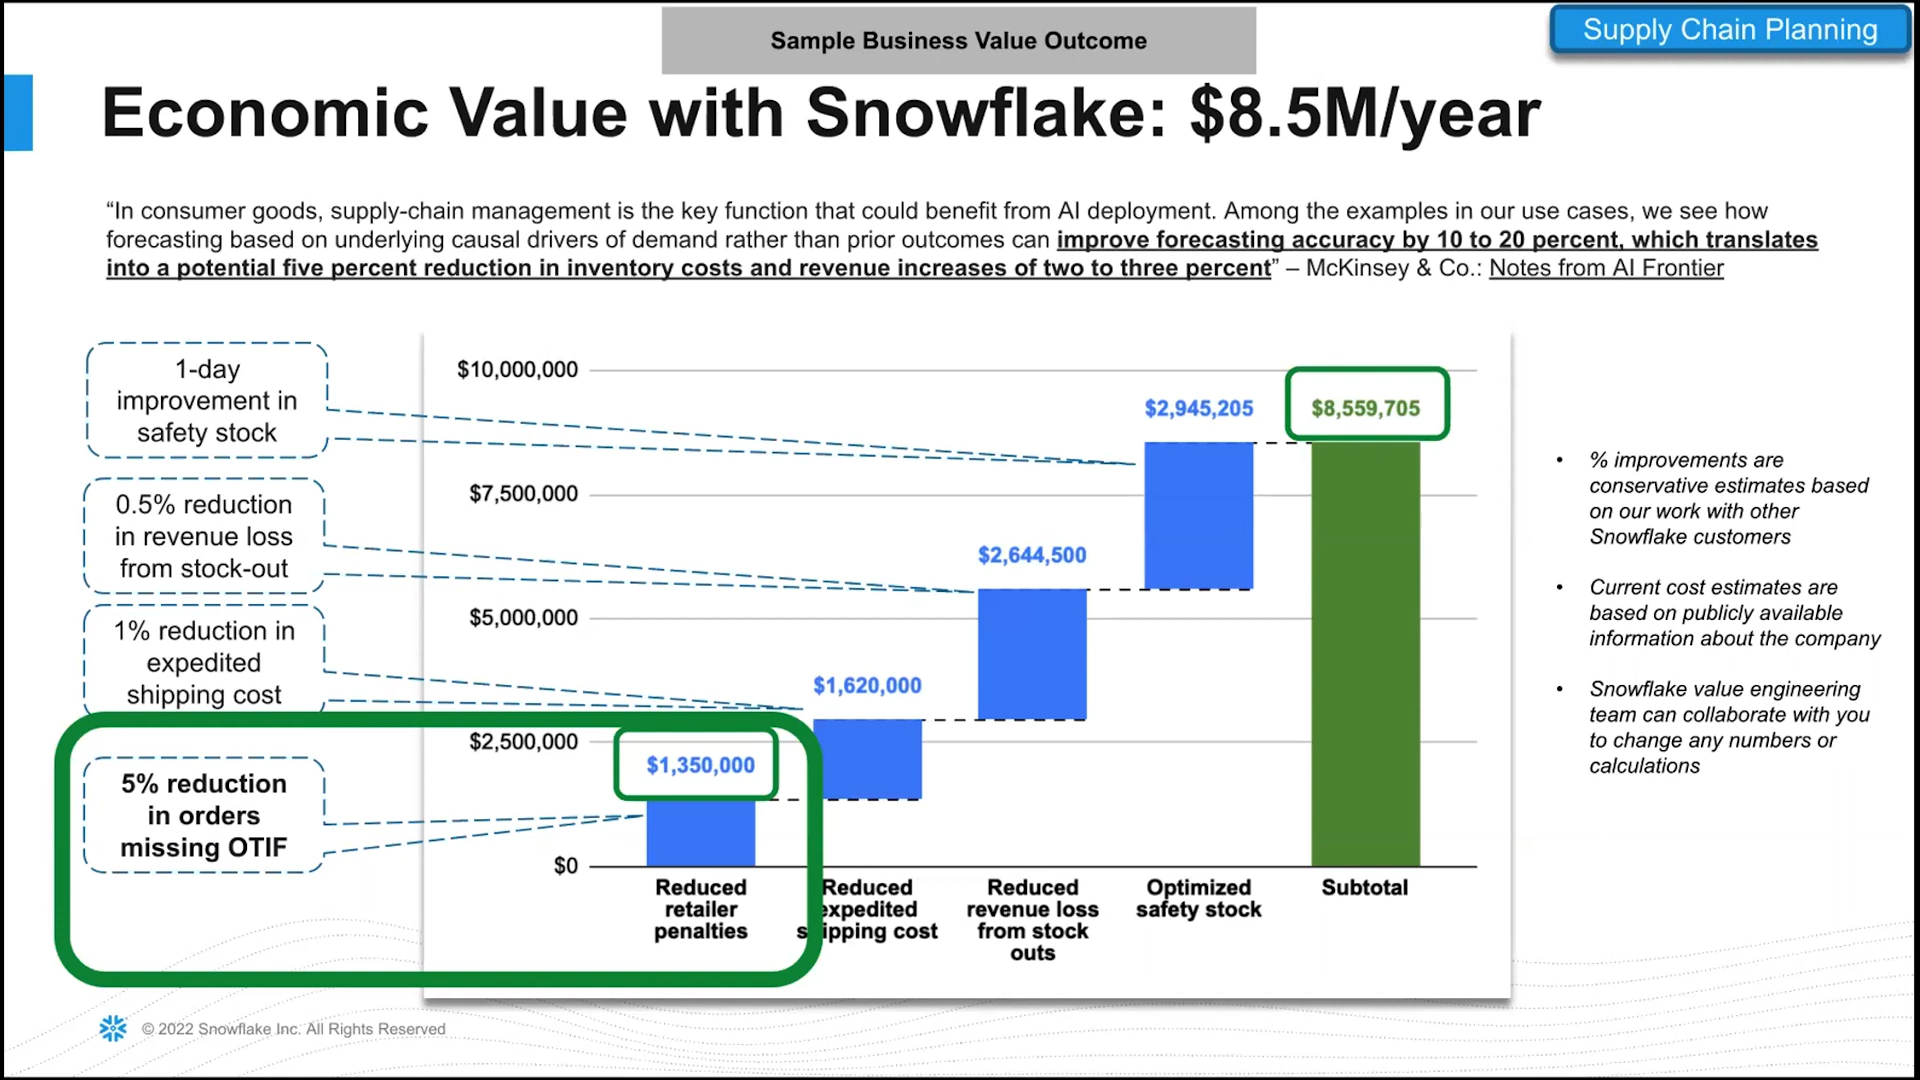 Sample Business Value Outcome
Supply Chain Planning
Economic Value with Snowflake: $8.5M/year
“In consumer goods, supply-chain management is the key function that could benefit from AI deployment. Among the examples in our use cases, we see how
forecasting based on underlying causal drivers of demand rather than prior outcomes can improve forecasting accuracy by 10 to 20 percent, which translates
into a potential five percent reduction in inventory costs and revenue increases of two to three percent” – McKinsey & Co.: Notes from AI Frontier
1-day
improvement in
safety stock
0.5% reduction
in revenue loss
from stock-out
1% reduction in
expedited
shipping cost
5% reduction
in orders
missing OTIF
$10,000,000
$7,500,000
$5,000,000
$2,500,000
$0
$1,350,000
$1,620,000
$2,644,500
$2,945,205
$8,559,705
Reduced
retailer
penalties
Reduced
expedited
shipping cost
Reduced
revenue loss
from stock
outs
Optimized
safety stock
Subtotal
• % improvements are
conservative estimates based
on our work with other
Snowflake customers
• Current cost estimates are
based on publicly available
information about the company
• Snowflake value engineering
team can collaborate with you
to change any numbers or
calculations
© 2022 Snowflake Inc. All Rights Reserved